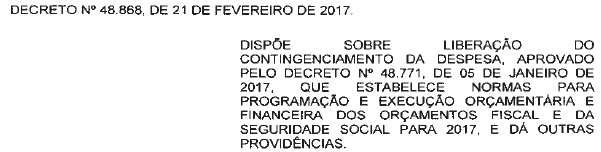 DECRETO Nº 48.868, DE 21 DE FEVEREIRO DE 2017.
DISPÕE SOBRE LIBERAÇÃO DO
CONTINGENCIAMENTO DA DESPESA, APROVADO
PELO DECRETO Nº 48.771, DE 05 DE JANEIRO DE
2017, QUE ESTABELECE NORMAS PARA
PROGRAMAÇÃO E EXECUÇÃO ORÇAMENTÁRIA E
FINANCEIRA DOS ORÇAMENTOS FISCAL E DA
SEGURIDADE SOCIAL PARA 2017, E DÁ OUTRAS
PROVIDÊNCIAS.